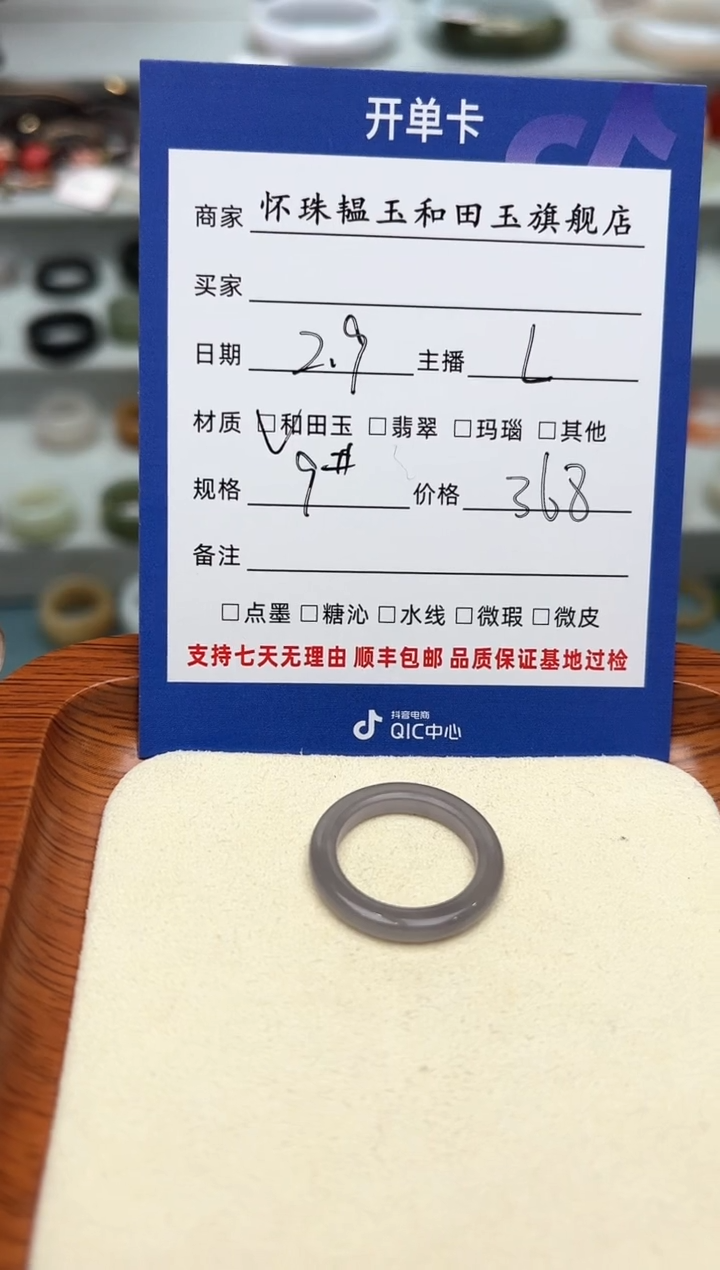 开单卡
商家 怀珠韫玉和田玉旗舰店
买家
日期 2.9 主播 L
材质 ☑和田玉 □翡翠 □玛瑙 □其他
规格 9# 价格 368
备注
□点墨 □糖沁 □水线 □微瑕 □微皮
支持七天无理由 顺丰包邮 品质保证基地过检
抖音电商
QIC中心